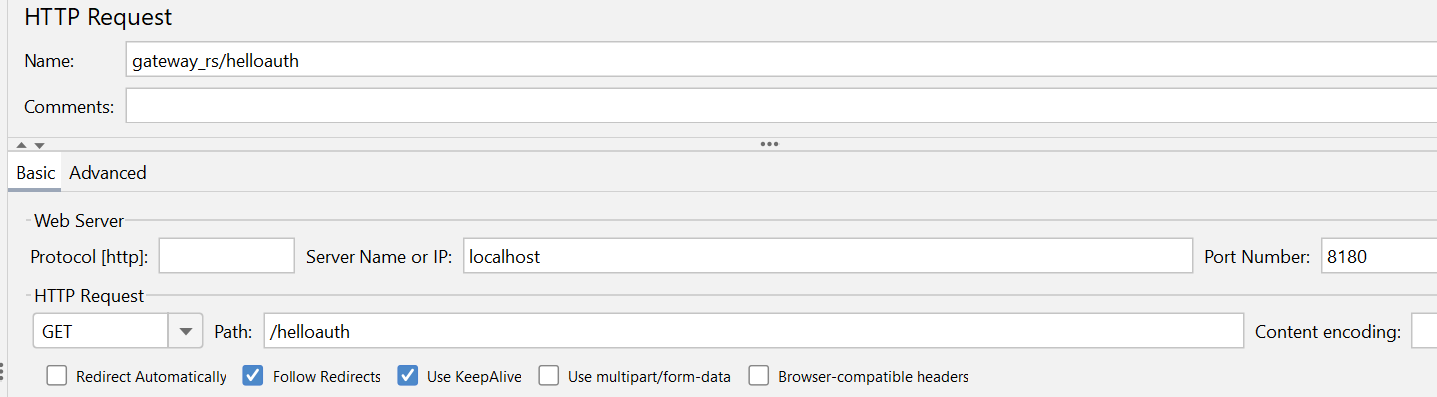 HTTP Request
Name: gateway_rs/helloauth
Comments:
Basic Advanced
Web Server
Protocol [http]: Server Name or IP: localhost Port Number: 8180
HTTP Request
GET Path: /helloauth Content encoding:
Redirect Automatically Follow Redirects Use KeepAlive Use multipart/form-data Browser-compatible headers